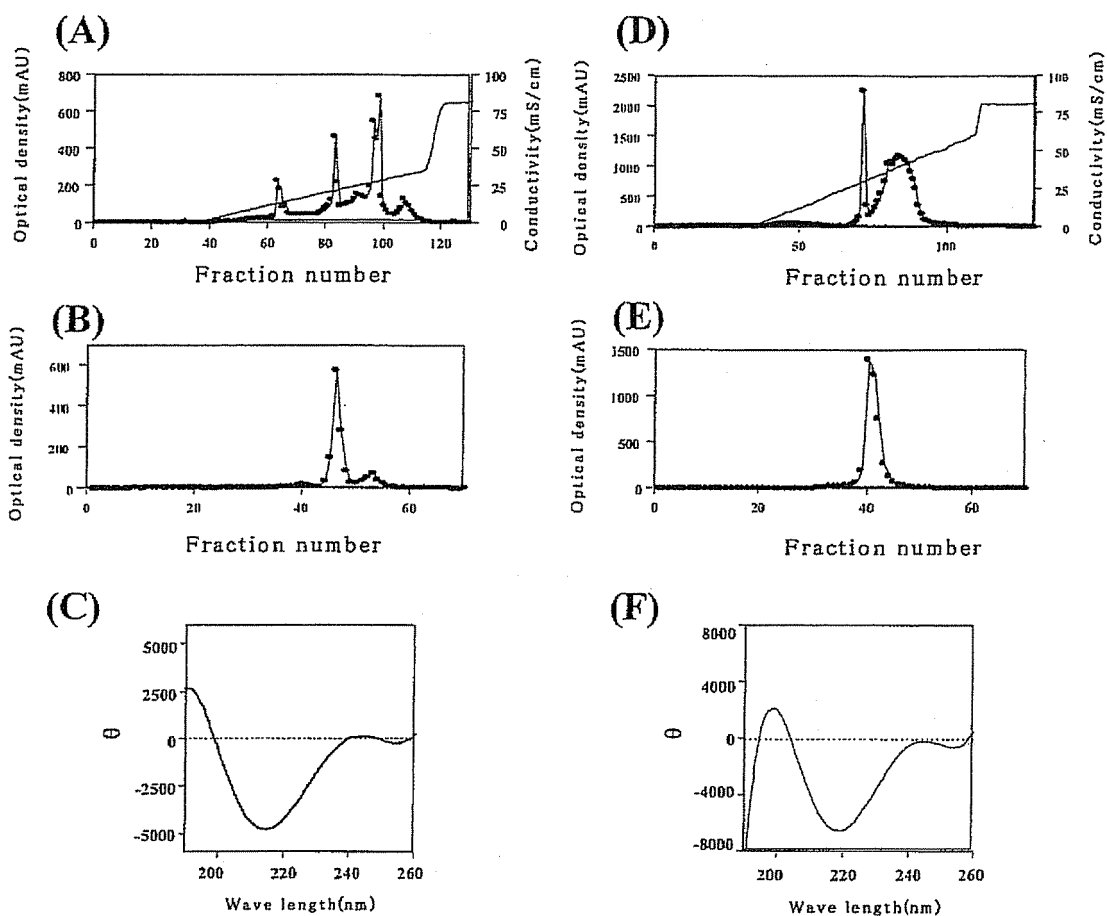 (A)
Optical density(mAU)
800
600
400
200
0
100
75
50
25
0
Conductivity(mS/cm)
0 20 40 60 80 100 120
Fraction number
(D)
Optical density(mAU)
2500
2000
1500
1000
500
0
100
75
50
25
0
Conductivity(mS/cm)
0 50 100
Fraction number
(B)
Optical density(mAU)
600
400
200
0
0 20 40 60
Fraction number
(E)
Optical density(mAU)
1500
1000
500
0
0 20 40 60
Fraction number
(C)
θ
5000
2500
0
-2500
-5000
200 220 240 260
Wave length(nm)
(F)
θ
8000
4000
0
-4000
-8000
200 220 240 260
Wave length(nm)